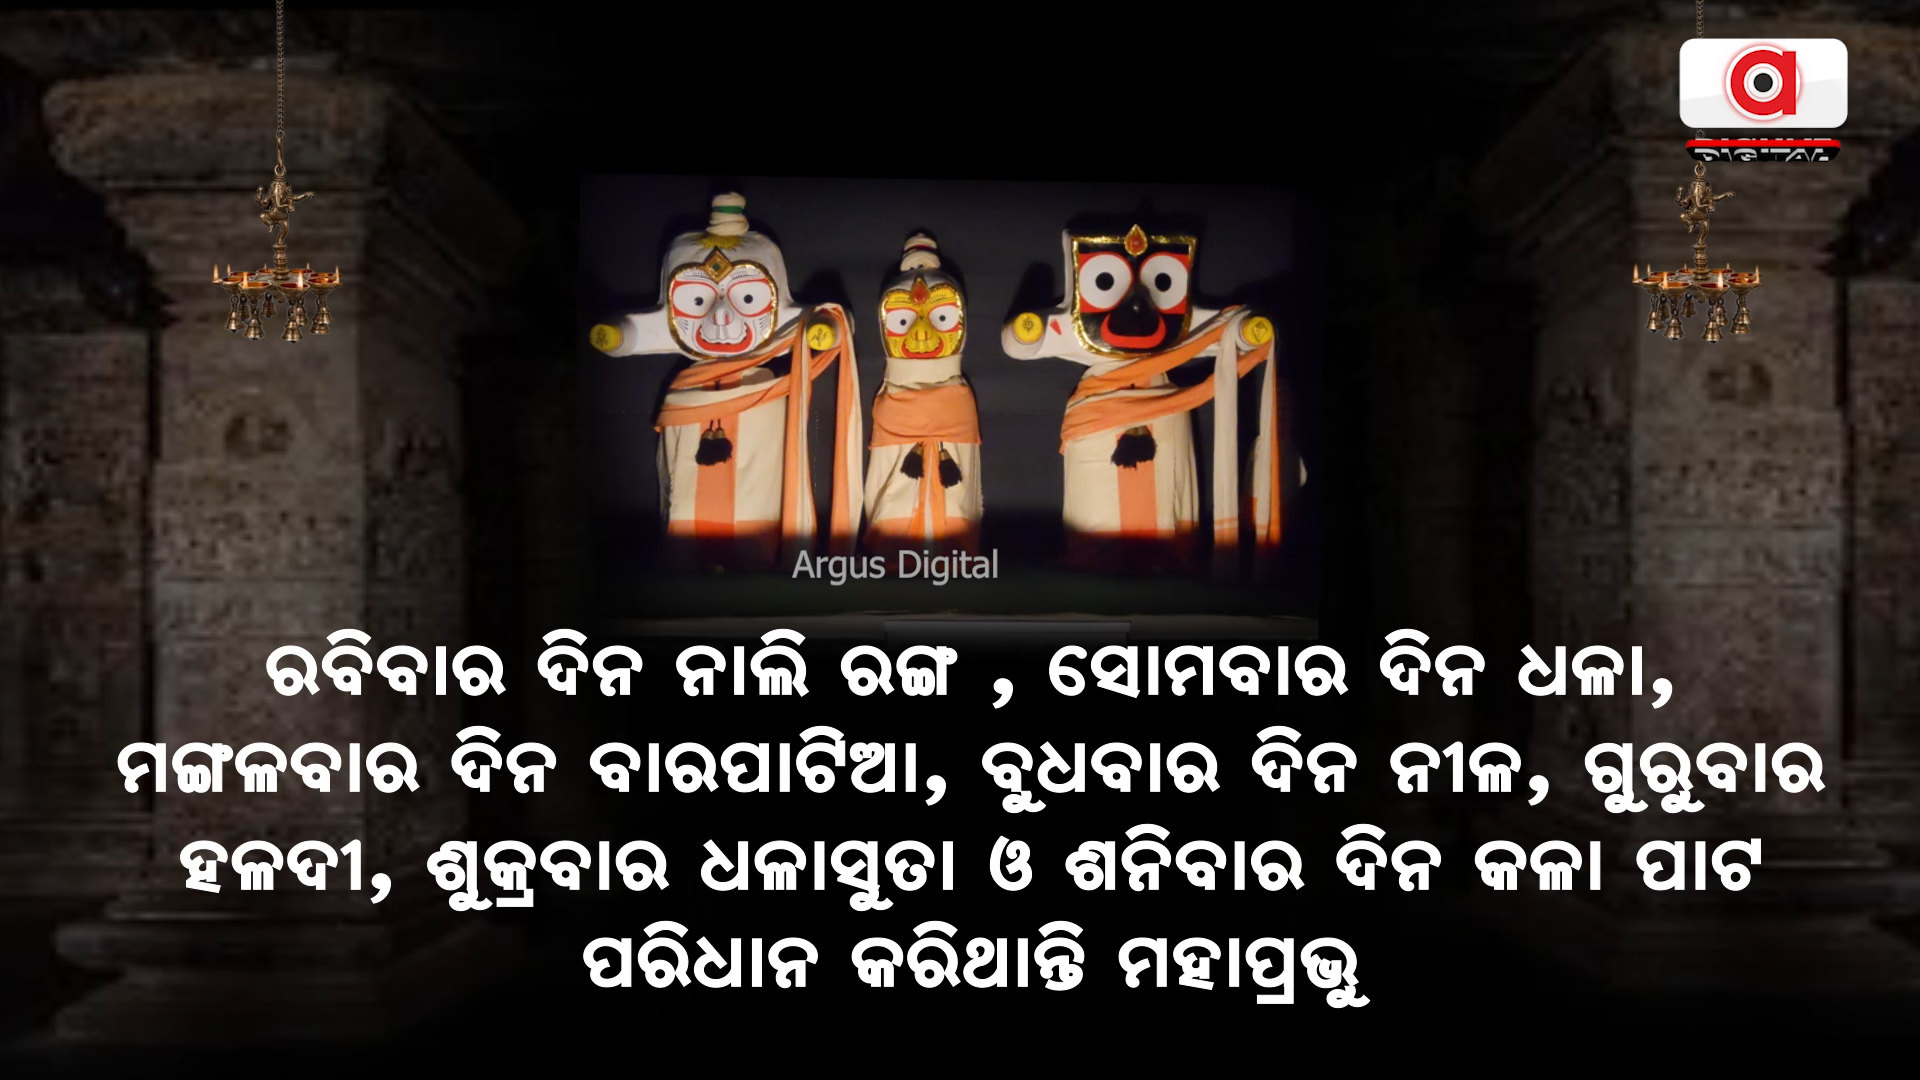 Argus Digital
ରବିବାର ଦିନ ନାଲି ରଙ୍ଗ , ସୋମବାର ଦିନ ଧଳା,
ମଙ୍ଗଳବାର ଦିନ ବାରପାଟିଆ, ବୁଧବାର ଦିନ ନୀଳ, ଗୁରୁବାର
ହଳଦୀ, ଶୁକ୍ରବାର ଧଳାସୁତା ଓ ଶନିବାର ଦିନ କଳା ପାଟ
ପରିଧାନ କରିଥାନ୍ତି ମହାପ୍ରଭୁ